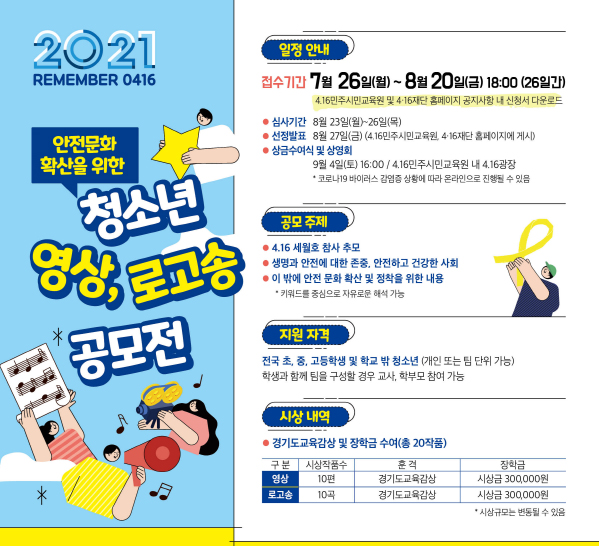 2021
REMEMBER 0416
안전문화
확산을 위한
청소년
영상, 로고송
공모전
일정 안내
접수기간 7월 26일(월) ~ 8월 20일(금) 18:00 (26일간)
4.16민주시민교육원 및 4·16재단 홈페이지 공지사항 내 신청서 다운로드
● 심사기간 8월 23일(월)~26일(목)
● 선정발표 8월 27일(금) (4.16민주시민교육원, 4·16재단 홈페이지에 게시)
● 상금수여식 및 상영회
9월 4일(토) 16:00 / 4.16민주시민교육원 내 4.16광장
* 코로나19 바이러스 감염증 상황에 따라 온라인으로 진행될 수 있음
공모 주제
● 4.16 세월호 참사 추모
● 생명과 안전에 대한 존중, 안전하고 건강한 사회
● 이 밖에 안전 문화 확산 및 정착을 위한 내용
* 키워드를 중심으로 자유로운 해석 가능
지원 자격
전국 초, 중, 고등학생 및 학교 밖 청소년 (개인 또는 팀 단위 가능)
학생과 함께 팀을 구성할 경우 교사, 학부모 참여 가능
시상 내역
● 경기도교육감상 및 장학금 수여(총 20작품)
구 분 시상작품수 훈 격 장학금
영상 10편 경기도교육감상 시상금 300,000원
로고송 10곡 경기도교육감상 시상금 300,000원
* 시상규모는 변동될 수 있음